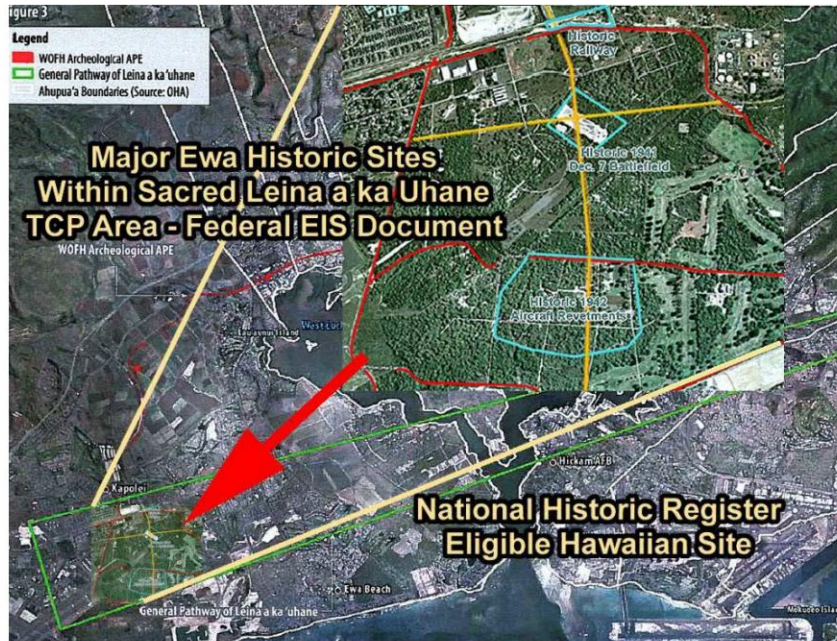 igure 3
Legend
WOFH Archeological APE
General Pathway of Leina a ka 'uhane
Ahupua'a Boundaries (Source: OHA)
Historic
Railway
Historic 1941
Dec. 7 Battlefield
Historic 1942
Aircraft Revetments
Major Ewa Historic Sites
Within Sacred Leina a ka Uhane
TCP Area - Federal EIS Document
WOFH Archeological APE
Kapolei
Hickam AFB
National Historic Register
Eligible Hawaiian Site
Ewa Beach
General Pathway of Leina a ka 'uhane